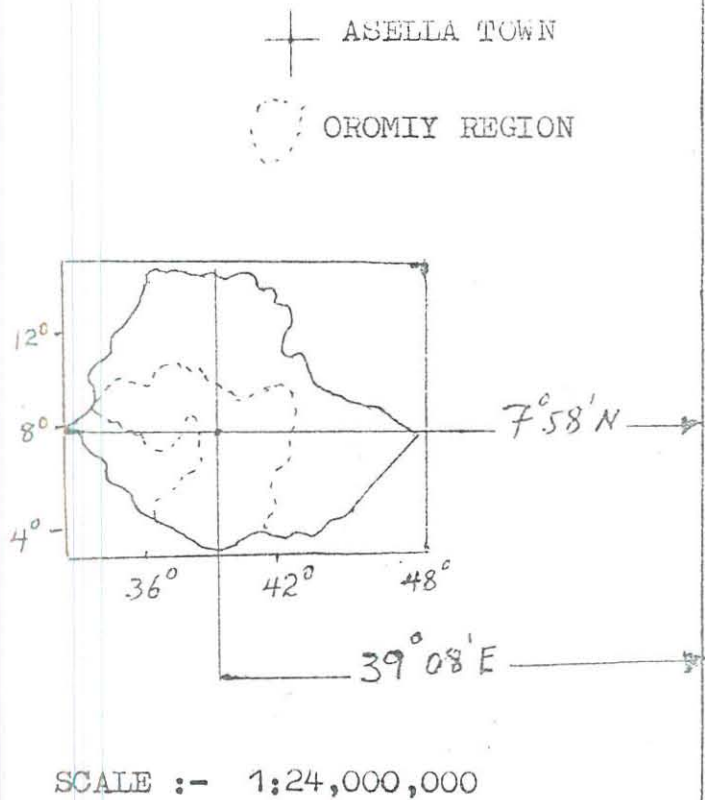 ASELLA TOWN
OROMIY REGION
12°
8°
7°58'N
4°
36°
42°
48°
39°08'E
SCALE :- 1:24,000,000